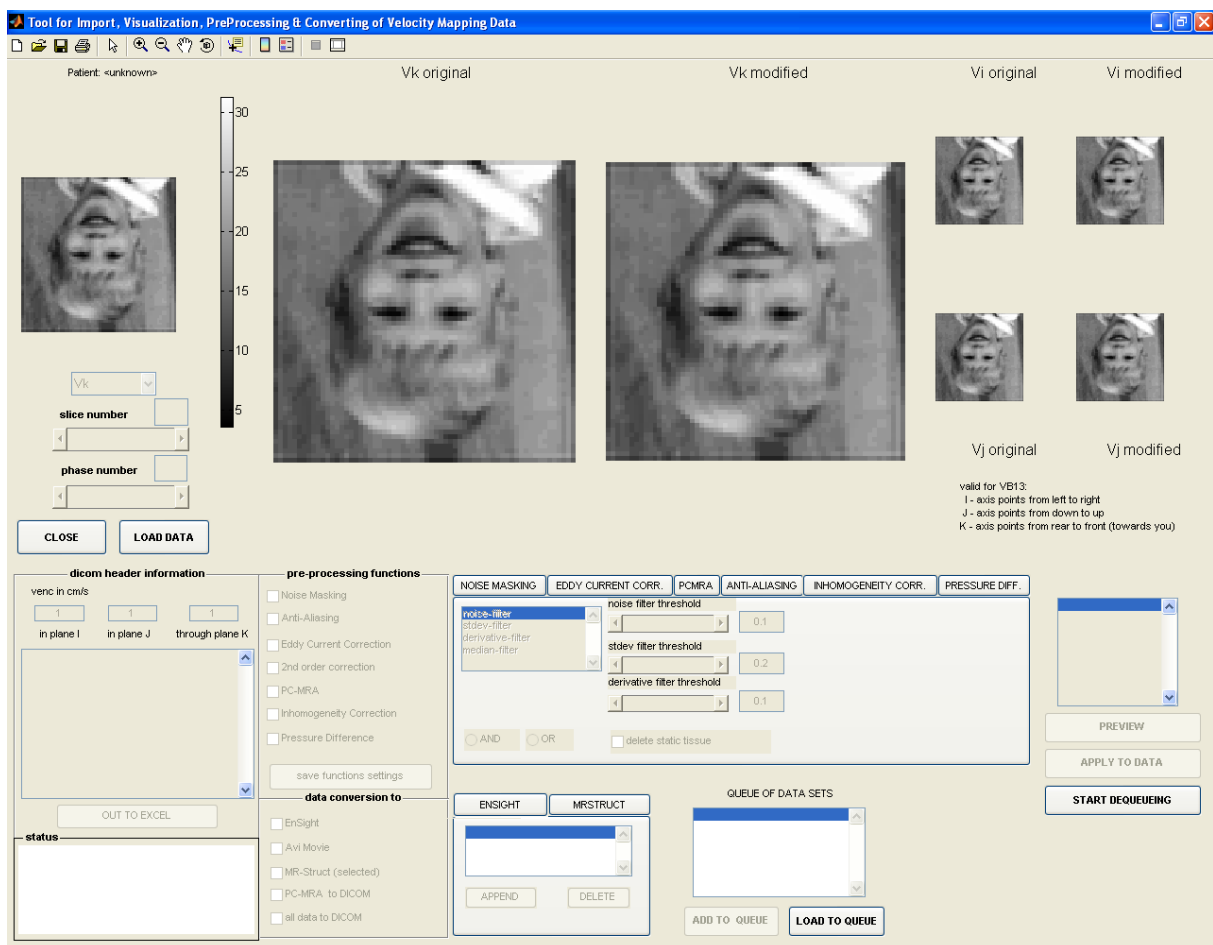 Tool for Import, Visualization, PreProcessing & Converting of Velocity Mapping Data
Patient: <unknown>
Vk original
Vk modified
Vi original
Vi modified
30
25
20
15
10
5
Vk
slice number
phase number
CLOSE
LOAD DATA
Vj original
Vj modified
valid for VB13:
I - axis points from left to right
J - axis points from down to up
K - axis points from rear to front (towards you)
dicom header information
venc in cm/s
1
1
1
in plane I
in plane J
through plane K
OUT TO EXCEL
status
pre-processing functions
Noise Masking
Anti-Aliasing
Eddy Current Correction
2nd order correction
PC-MRA
Inhomogeneity Correction
Pressure Difference
save functions settings
data conversion to
EnSight
Avi Movie
MR-Struct (selected)
PC-MRA to DICOM
all data to DICOM
NOISE MASKING
EDDY CURRENT CORR.
PCMRA
ANTI-ALIASING
INHOMOGENEITY CORR.
PRESSURE DIFF.
noise-filter
stdev-filter
derivative-filter
median-filter
noise filter threshold
0.1
stdev filter threshold
0.2
derivative filter threshold
0.1
AND
OR
delete static tissue
ENSIGHT
MRSTRUCT
APPEND
DELETE
QUEUE OF DATA SETS
ADD TO QUEUE
LOAD TO QUEUE
PREVIEW
APPLY TO DATA
START DEQUEUEING